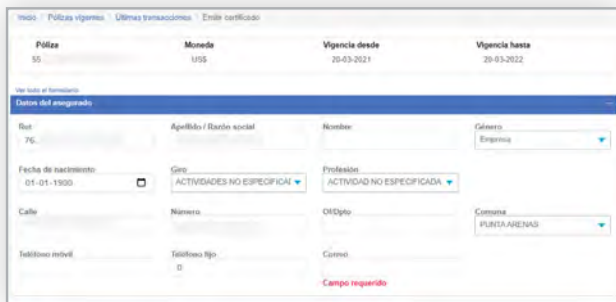 Inicio / Pólizas vigentes / Últimas transacciones / Emitir certificado
Póliza Moneda Vigencia desde Vigencia hasta
55 US$ 20-03-2021 20-03-2022
Ver todo el formulario
Datos del asegurado
Rut Apellido / Razón social Nombre Género
76. Empresa
Fecha de nacimiento Giro Profesión
01-01-1900 ACTIVIDADES NO ESPECIFICAD ACTIVIDAD NO ESPECIFICADA
Calle Número Of/Dpto Comuna
PUNTA ARENAS
Teléfono móvil Teléfono fijo Correo
0
Campo requerido